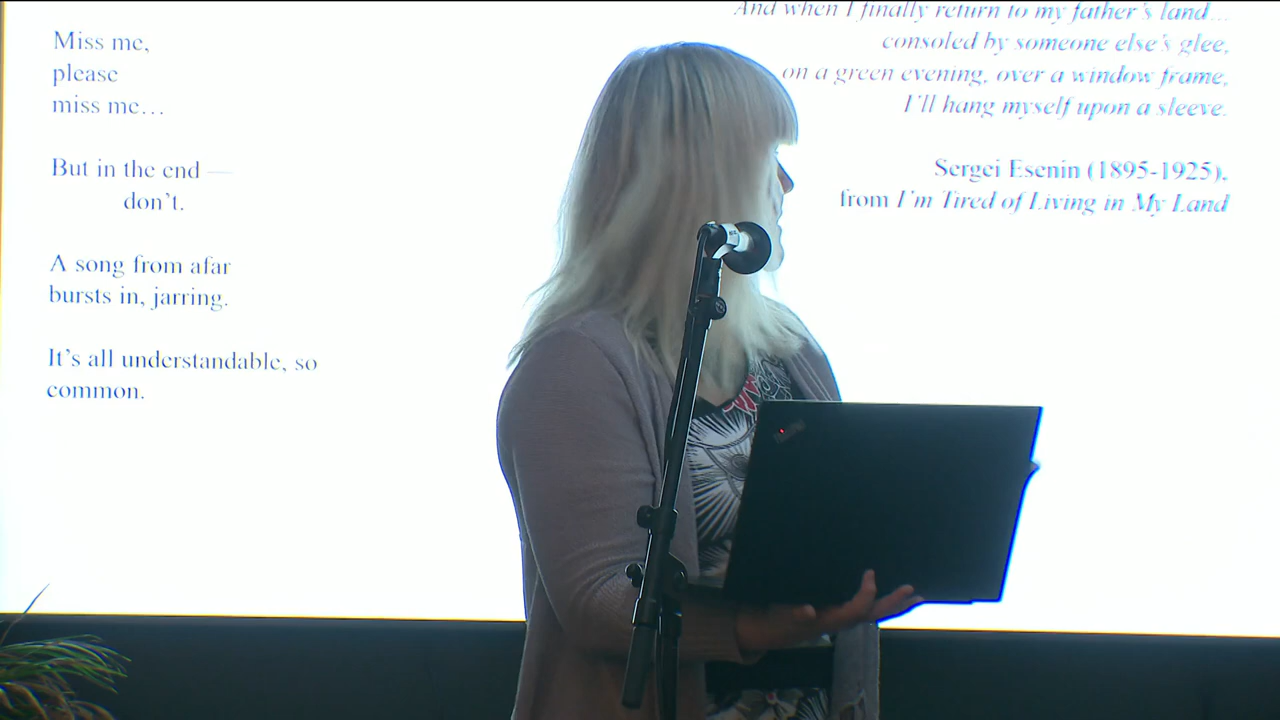 Miss me,
please
miss me…
But in the end —
don't.
A song from afar
bursts in, jarring.
It's all understandable, so
common.
And when I finally return to my father's land…
consoled by someone else's glee,
on a green evening, over a window frame,
I'll hang myself upon a sleeve.
Sergei Esenin (1895-1925),
from I'm Tired of Living in My Land
ThinkPad